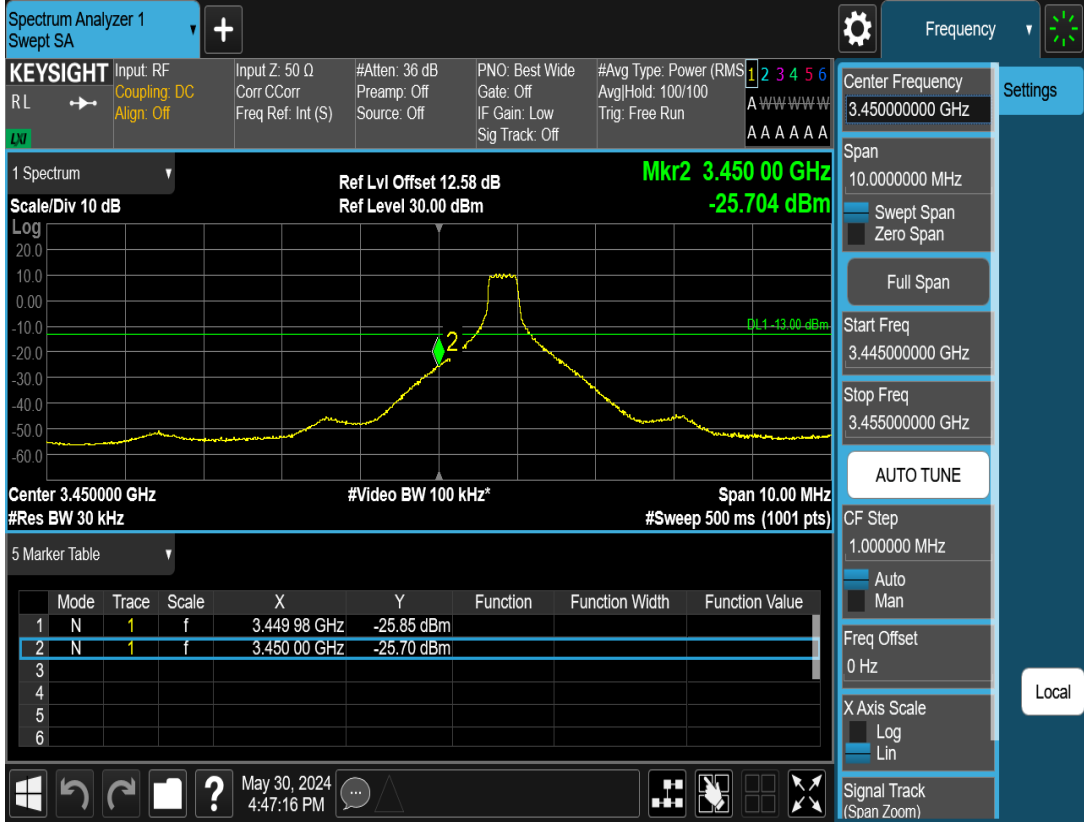 Spectrum Analyzer 1
Swept SA
+
Frequency
KEYSIGHT
RL
LXI
Input: RF
Coupling: DC
Align: Off
Input Z: 50 Ω
Corr CCorr
Freq Ref: Int (S)
#Atten: 36 dB
Preamp: Off
Source: Off
PNO: Best Wide
Gate: Off
IF Gain: Low
Sig Track: Off
#Avg Type: Power (RMS
Avg|Hold: 100/100
Trig: Free Run
1 2 3 4 5 6
A W W W W W
A A A A A A
1 Spectrum
Scale/Div 10 dB
Log
Ref Lvl Offset 12.58 dB
Ref Level 30.00 dBm
Mkr2 3.450 00 GHz
-25.704 dBm
20.0
10.0
0.00
-10.0
-20.0
-30.0
-40.0
-50.0
-60.0
DL1 -13.00 dBm
2
Center 3.450000 GHz
#Video BW 100 kHz*
Span 10.00 MHz
#Res BW 30 kHz
#Sweep 500 ms (1001 pts)
5 Marker Table
Mode Trace Scale X Y Function Function Width Function Value
1 N 1 f 3.449 98 GHz -25.85 dBm
2 N 1 f 3.450 00 GHz -25.70 dBm
3
4
5
6
?
May 30, 2024
4:47:16 PM
Center Frequency
3.450000000 GHz
Span
10.0000000 MHz
Swept Span
Zero Span
Full Span
Start Freq
3.445000000 GHz
Stop Freq
3.455000000 GHz
AUTO TUNE
CF Step
1.000000 MHz
Auto
Man
Freq Offset
0 Hz
X Axis Scale
Log
Lin
Signal Track
(Span Zoom)
Settings
Local